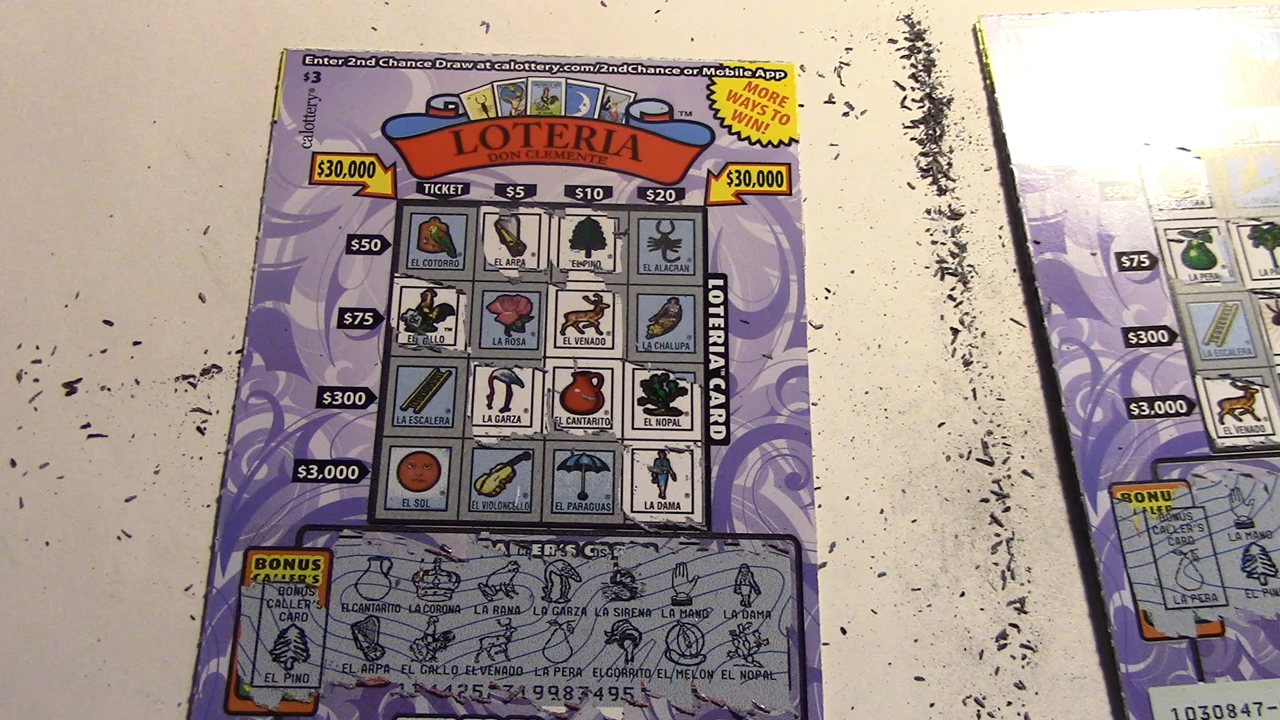 Enter 2nd Chance Draw at calottery.com/2ndChance or Mobile App
$3
calottery®
MORE
WAYS TO
WIN!
LOTERIA™
DON CLEMENTE
$30,000
$30,000
TICKET $5 $10 $20
$50
EL COTORRO EL ARPA EL PINO EL ALACRAN
$75
EL GALLO LA ROSA EL VENADO LA CHALUPA
$300
LA ESCALERA LA GARZA EL CANTARITO EL NOPAL
$3,000
EL SOL EL VIOLONCELLO EL PARAGUAS LA DAMA
LOTERIA™ CARD
BONUS
CALLER'S
BONUS
CALLER'S
CARD
EL PINO
EL CANTARITO LA CORONA LA RANA LA GARZA LA SIRENA LA MANO LA DAMA
EL ARPA EL GALLO EL VENADO LA PERA EL GORRITO EL MELON EL NOPAL
$75
LA PERA
$300
LA ESCALERA
$3,000
EL VENADO
BONUS
CALLER'S
CARD
LA PERA
LA MANO
1030847-